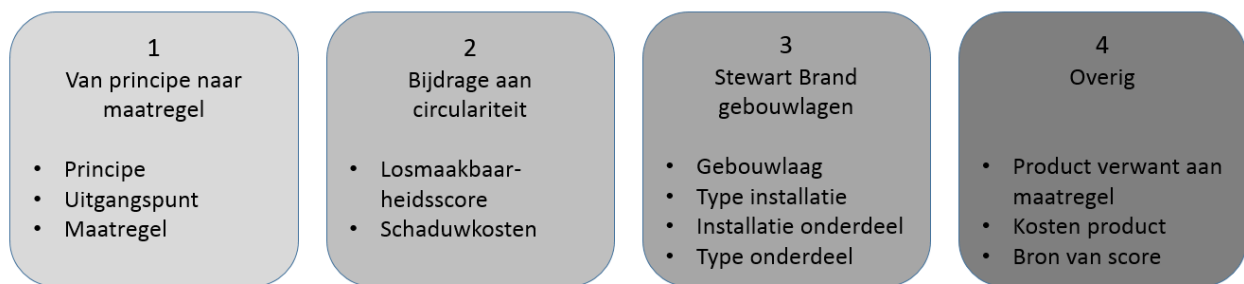 1
Van principe naar
maatregel
• Principe
• Uitgangspunt
• Maatregel
2
Bijdrage aan
circulariteit
• Losmaakbaar-
heidsscore
• Schaduwkosten
3
Stewart Brand
gebouwlagen
• Gebouwlaag
• Type installatie
• Installatie onderdeel
• Type onderdeel
4
Overig
• Product verwant aan
maatregel
• Kosten product
• Bron van score